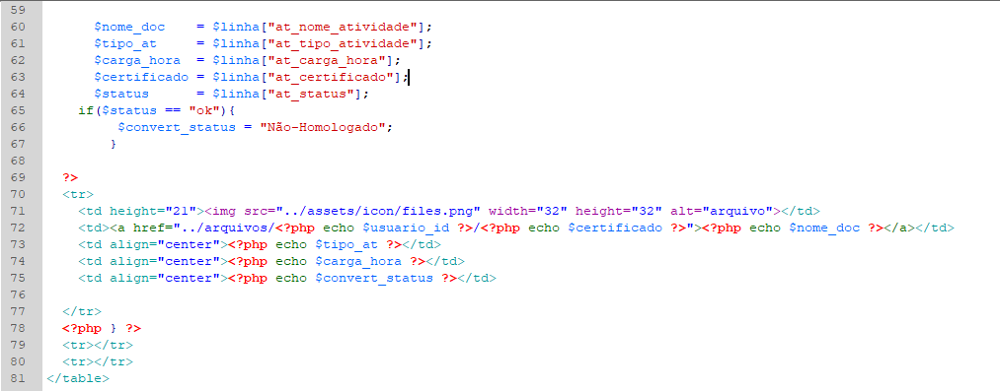 59
60 $nome_doc    = $linha["at_nome_atividade"];
61 $tipo_at     = $linha["at_tipo_atividade"];
62 $carga_hora  = $linha["at_carga_hora"];
63 $certificado = $linha["at_certificado"];
64 $status      = $linha["at_status"];
65 if($status == "ok"){
66 $convert_status = "Não-Homologado";
67 }
68
69 ?>
70 <tr>
71 <td height="21"><img src="../assets/icon/files.png" width="32" height="32" alt="arquivo"></td>
72 <td><a href="../arquivos/<?php echo $usuario_id ?>/<?php echo $certificado ?>"><?php echo $nome_doc ?></a></td>
73 <td align="center"><?php echo $tipo_at ?></td>
74 <td align="center"><?php echo $carga_hora ?></td>
75 <td align="center"><?php echo $convert_status ?></td>
76
77 </tr>
78 <?php } ?>
79 <tr></tr>
80 <tr></tr>
81 </table>